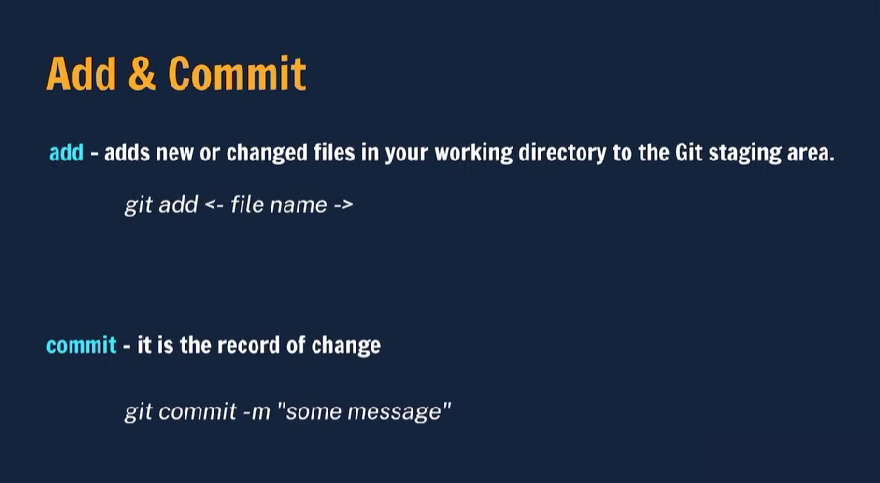 Add & Commit
add - adds new or changed files in your working directory to the Git staging area.
git add <- file name ->
commit - it is the record of change
git commit -m "some message"